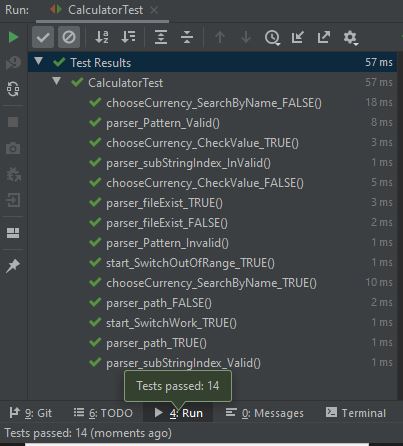 Run: CalculatorTest ×
Test Results 57 ms
CalculatorTest 57 ms
chooseCurrency_SearchByName_FALSE() 18 ms
parser_Pattern_Valid() 8 ms
chooseCurrency_CheckValue_TRUE() 3 ms
parser_subStringIndex_InValid() 1 ms
chooseCurrency_CheckValue_FALSE() 5 ms
parser_fileExist_TRUE() 3 ms
parser_fileExist_FALSE() 2 ms
parser_Pattern_Invalid() 1 ms
start_SwitchOutOfRange_TRUE() 1 ms
chooseCurrency_SearchByName_TRUE() 10 ms
parser_path_FALSE() 2 ms
start_SwitchWork_TRUE() 1 ms
parser_path_TRUE() 1 ms
parser_subStringIndex_Valid() 1 ms
Tests passed: 14
9: Git 6: TODO 4: Run 0: Messages Terminal
Tests passed: 14 (moments ago)